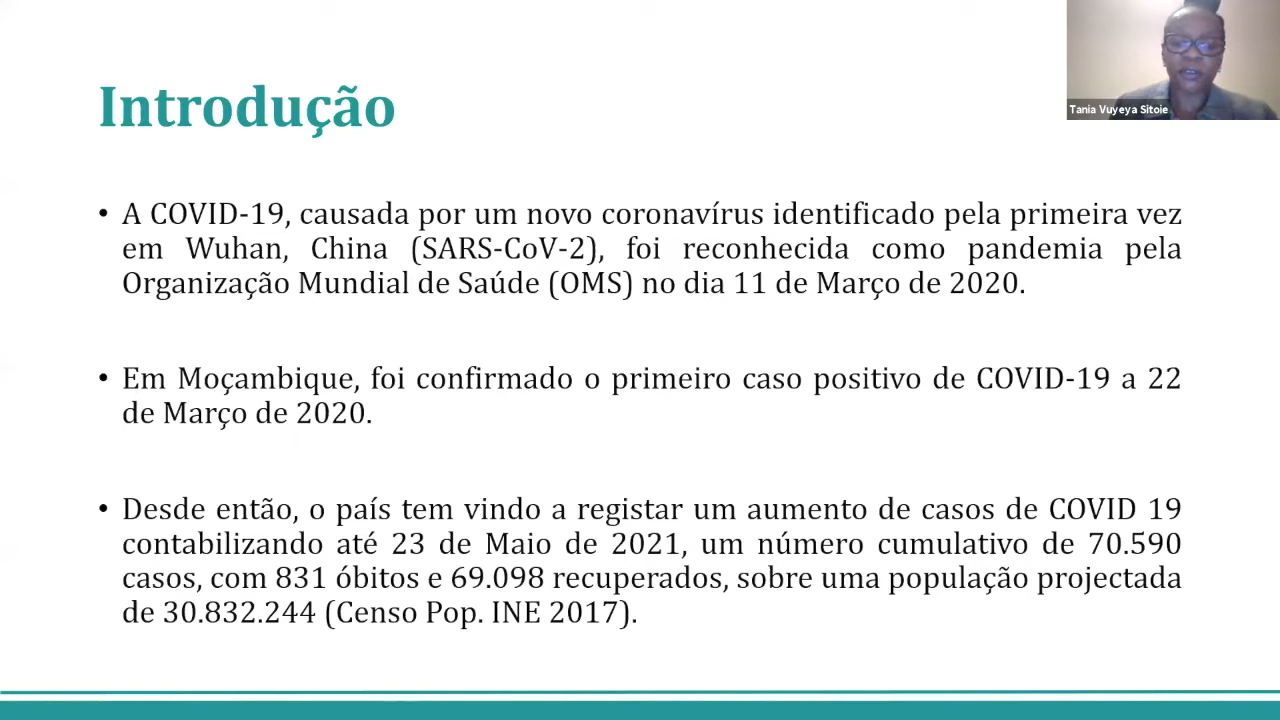 Introdução
Tania Vuyeya Sitoie
• A COVID-19, causada por um novo coronavírus identificado pela primeira vez
em Wuhan, China (SARS-CoV-2), foi reconhecida como pandemia pela
Organização Mundial de Saúde (OMS) no dia 11 de Março de 2020.
• Em Moçambique, foi confirmado o primeiro caso positivo de COVID-19 a 22
de Março de 2020.
• Desde então, o país tem vindo a registar um aumento de casos de COVID 19
contabilizando até 23 de Maio de 2021, um número cumulativo de 70.590
casos, com 831 óbitos e 69.098 recuperados, sobre uma população projectada
de 30.832.244 (Censo Pop. INE 2017).